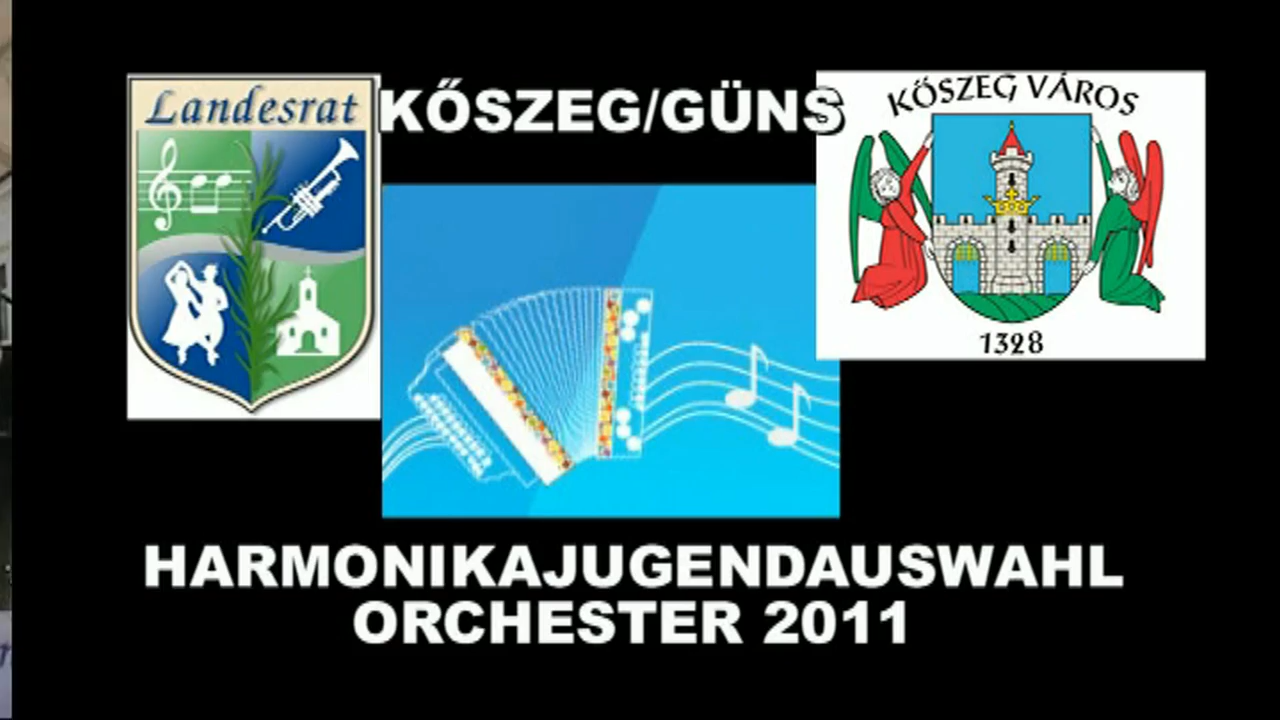 Landesrat
KŐSZEG/GÜNS
KŐSZEG VÁROS
1328
HARMONIKAJUGENDAUSWAHL
ORCHESTER 2011